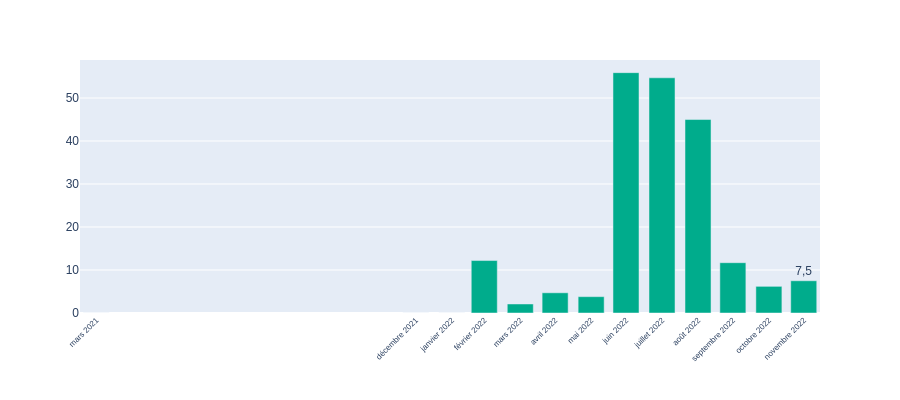 50
40
30
20
10
0
7,5
mars 2021
décembre 2021
janvier 2022
février 2022
mars 2022
avril 2022
mai 2022
juin 2022
juillet 2022
août 2022
septembre 2022
octobre 2022
novembre 2022